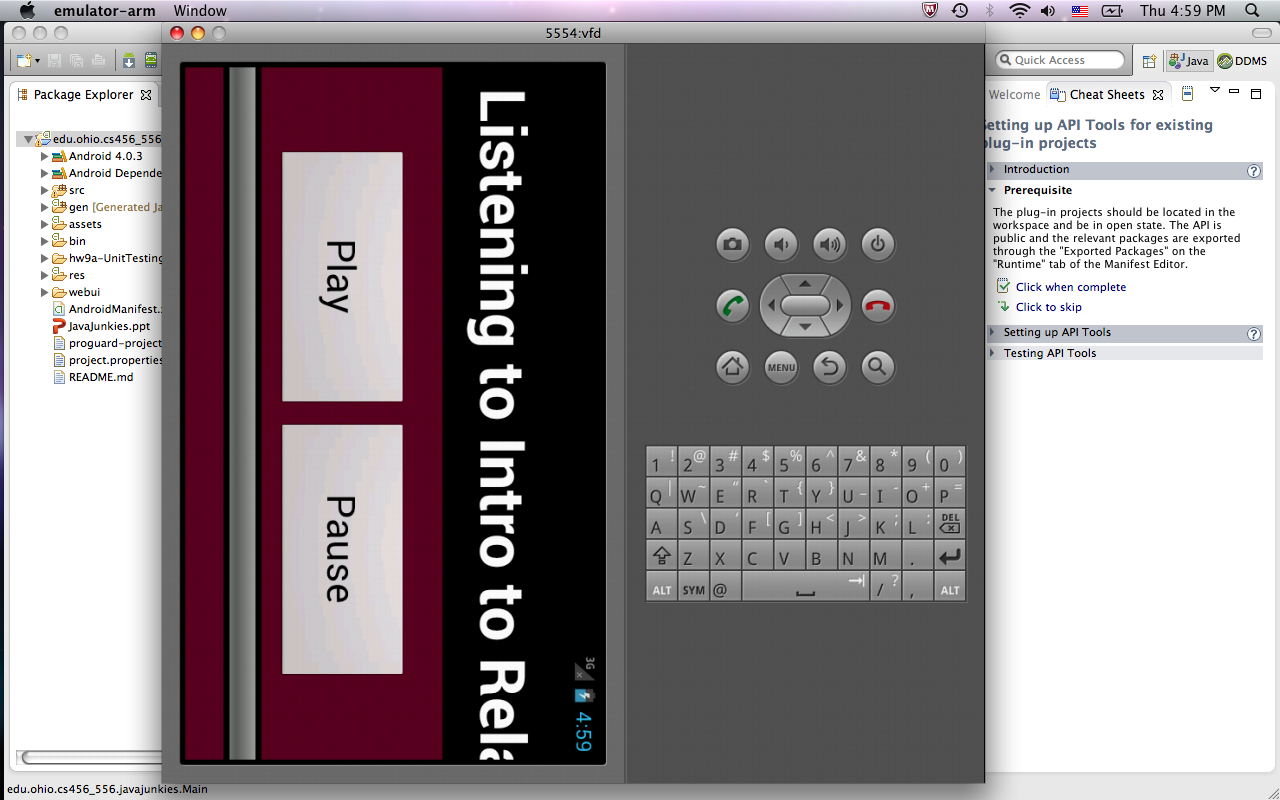 emulator-arm Window Thu 4:59 PM
5554:vfd
Quick Access Java DDMS
Package Explorer
Welcome Cheat Sheets
edu.ohio.cs456_556
Android 4.0.3
Android Depende
src
gen [Generated Ja
assets
bin
hw9a-UnitTesting
res
webui
AndroidManifest.
JavaJunkies.ppt
proguard-project
project.properties
README.md
Listening to Intro to Rela
Play
Pause
3G
4:59
MENU
1 ! 2 @ 3 # 4 $ 5 % 6 ^ 7 & 8 * 9 ( 0 )
Q | W ~ E " R ` T { Y } U _ I - O + P =
A S \ D ' F [ G ] H < J > K ; L : DEL
Z X C V B N M .
ALT SYM @ / ? , ALT
Setting up API Tools for existing
plug-in projects
Introduction
Prerequisite
The plug-in projects should be located in the
workspace and be in open state. The API is
public and the relevant packages are exported
through the "Exported Packages" on the
"Runtime" tab of the Manifest Editor.
Click when complete
Click to skip
Setting up API Tools
Testing API Tools
edu.ohio.cs456_556.javajunkies.Main